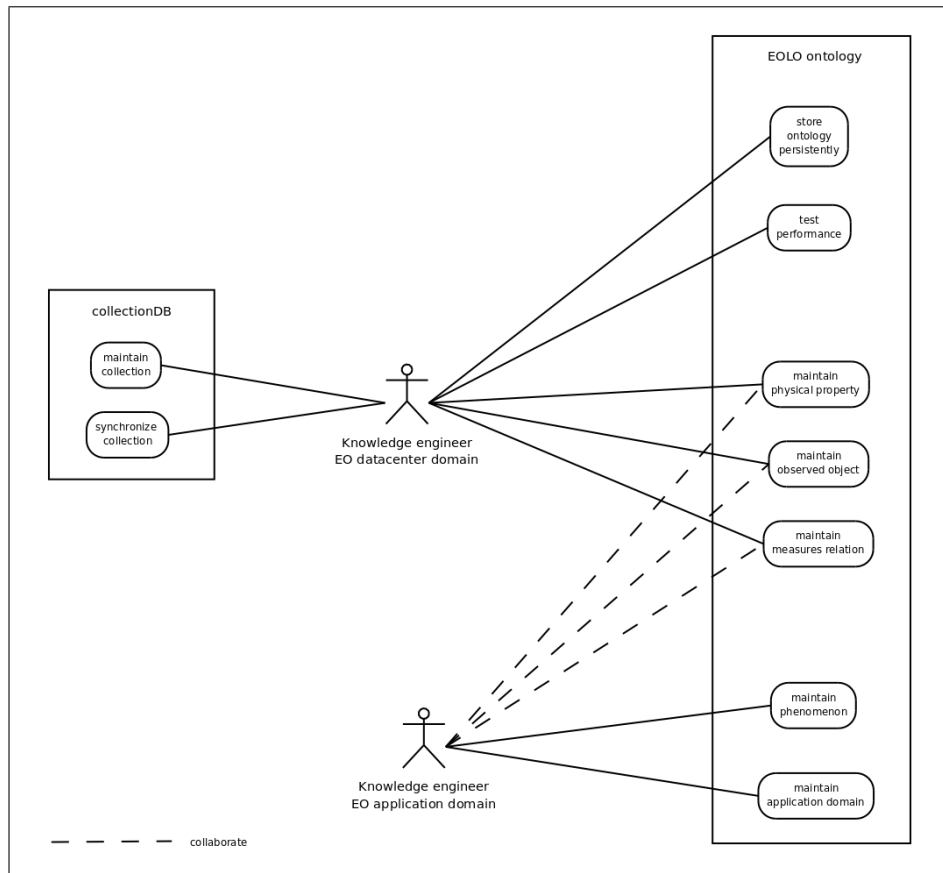 EOLO ontology
store
ontology
persistently
test
performance
collectionDB
maintain
collection
synchronize
collection
Knowledge engineer
EO datacenter domain
maintain
physical property
maintain
observed object
maintain
measures relation
maintain
phenomenon
Knowledge engineer
EO application domain
maintain
application domain
collaborate